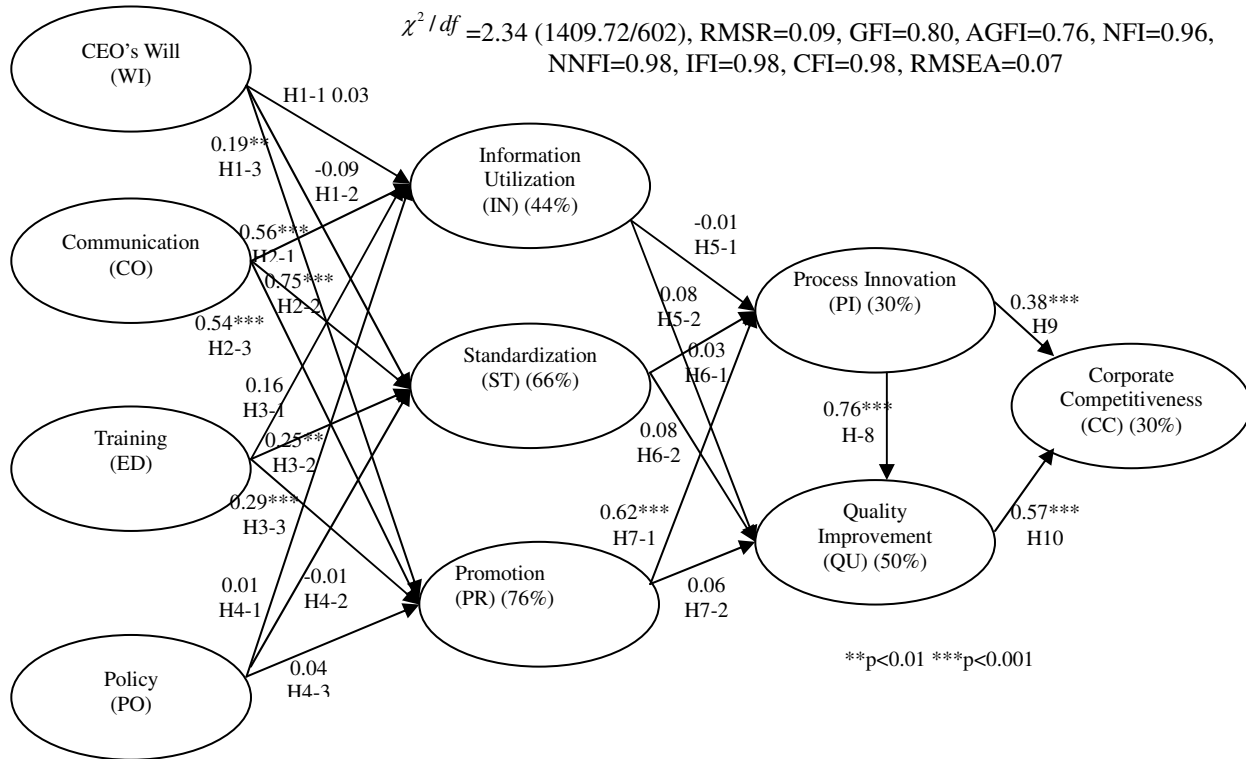 χ² / df =2.34 (1409.72/602), RMSR=0.09, GFI=0.80, AGFI=0.76, NFI=0.96,
NNFI=0.98, IFI=0.98, CFI=0.98, RMSEA=0.07
CEO's Will
(WI)
Communication
(CO)
Training
(ED)
Policy
(PO)
H1-1 0.03
0.19**
H1-3
-0.09
H1-2
0.56***
H2-1
0.75***
H2-2
0.54***
H2-3
0.16
H3-1
0.25**
H3-2
0.29***
H3-3
0.01
H4-1
-0.01
H4-2
0.04
H4-3
Information
Utilization
(IN) (44%)
Standardization
(ST) (66%)
Promotion
(PR) (76%)
-0.01
H5-1
0.08
H5-2
0.03
H6-1
0.08
H6-2
0.62***
H7-1
0.06
H7-2
Process Innovation
(PI) (30%)
0.76***
H-8
Quality
Improvement
(QU) (50%)
0.38***
H9
0.57***
H10
Corporate
Competitiveness
(CC) (30%)
**p<0.01 ***p<0.001